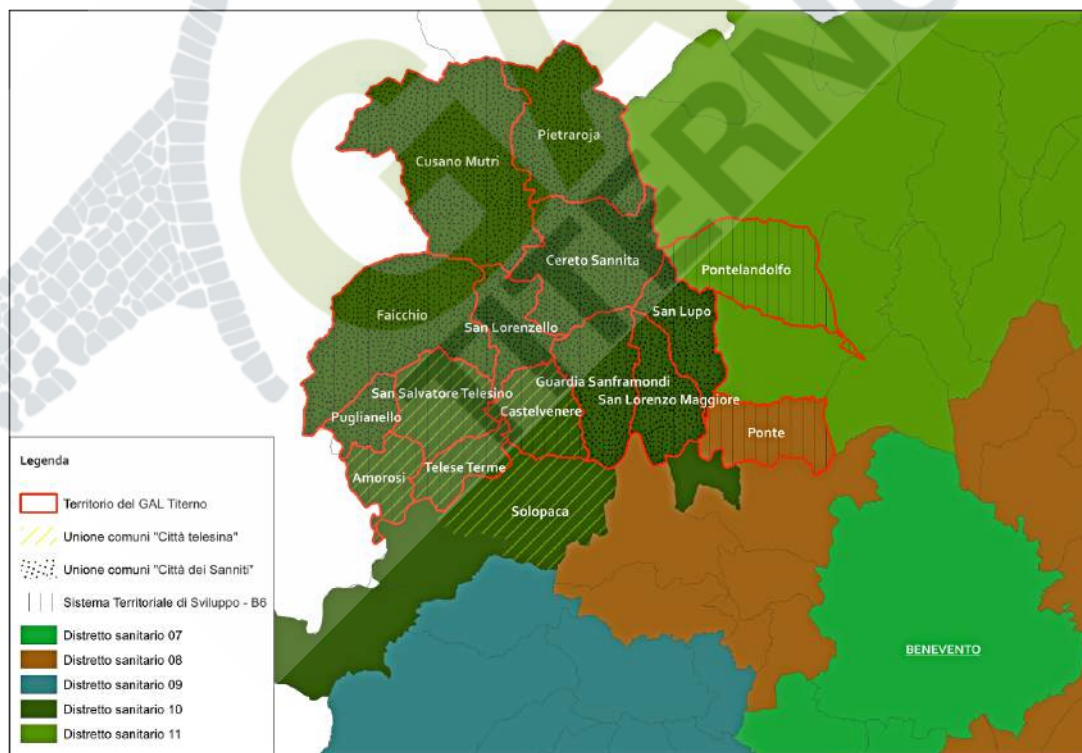 Pietraroja
Cusano Mutri
Cereto Sannita
Pontelandolfo
Faicchio
San Lupo
San Lorenzello
Guardia Sanframondi
San Salvatore Telesino
San Lorenzo Maggiore
Castelvenere
Puglianello
Ponte
Telese Terme
Amorosi
Solopaca
BENEVENTO
Legenda
Territorio del GAL Titerno
Unione comuni "Città telesina"
Unione comuni "Città dei Sanniti"
Sistema Territoriale di Sviluppo - B6
Distretto sanitario 07
Distretto sanitario 08
Distretto sanitario 09
Distretto sanitario 10
Distretto sanitario 11